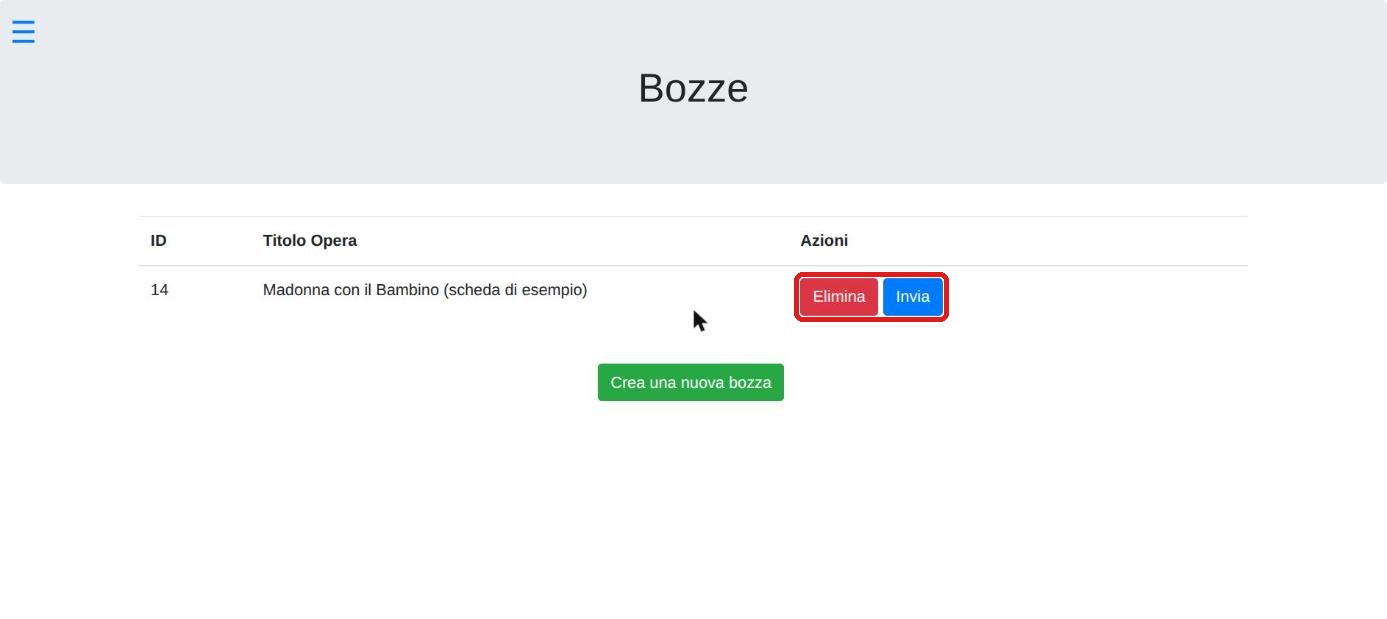 Bozze
ID Titolo Opera Azioni
14 Madonna con il Bambino (scheda di esempio) Elimina Invia
Crea una nuova bozza